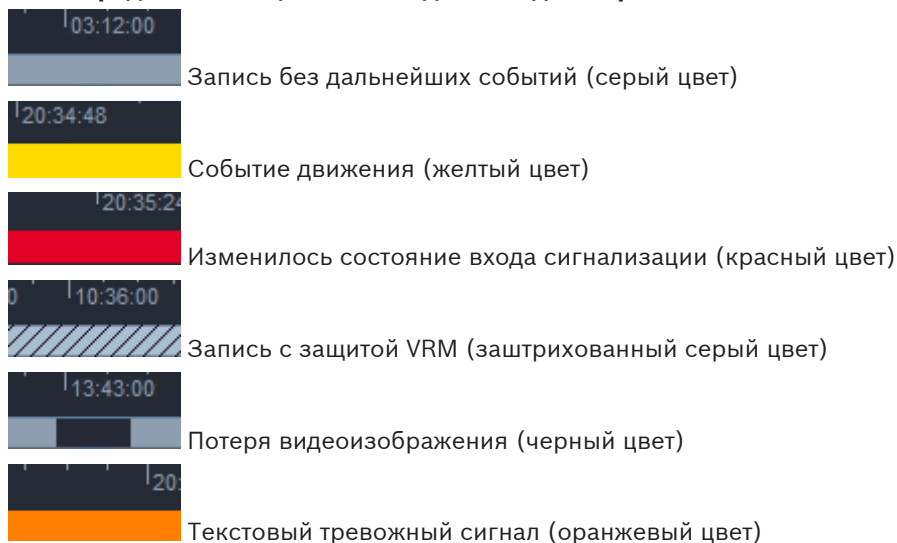 03:12:00
Запись без дальнейших событий (серый цвет)
20:34:48
Событие движения (желтый цвет)
20:35:24
Изменилось состояние входа сигнализации (красный цвет)
0 10:36:00
Запись с защитой VRM (заштрихованный серый цвет)
13:43:00
Потеря видеоизображения (черный цвет)
20:
Текстовый тревожный сигнал (оранжевый цвет)